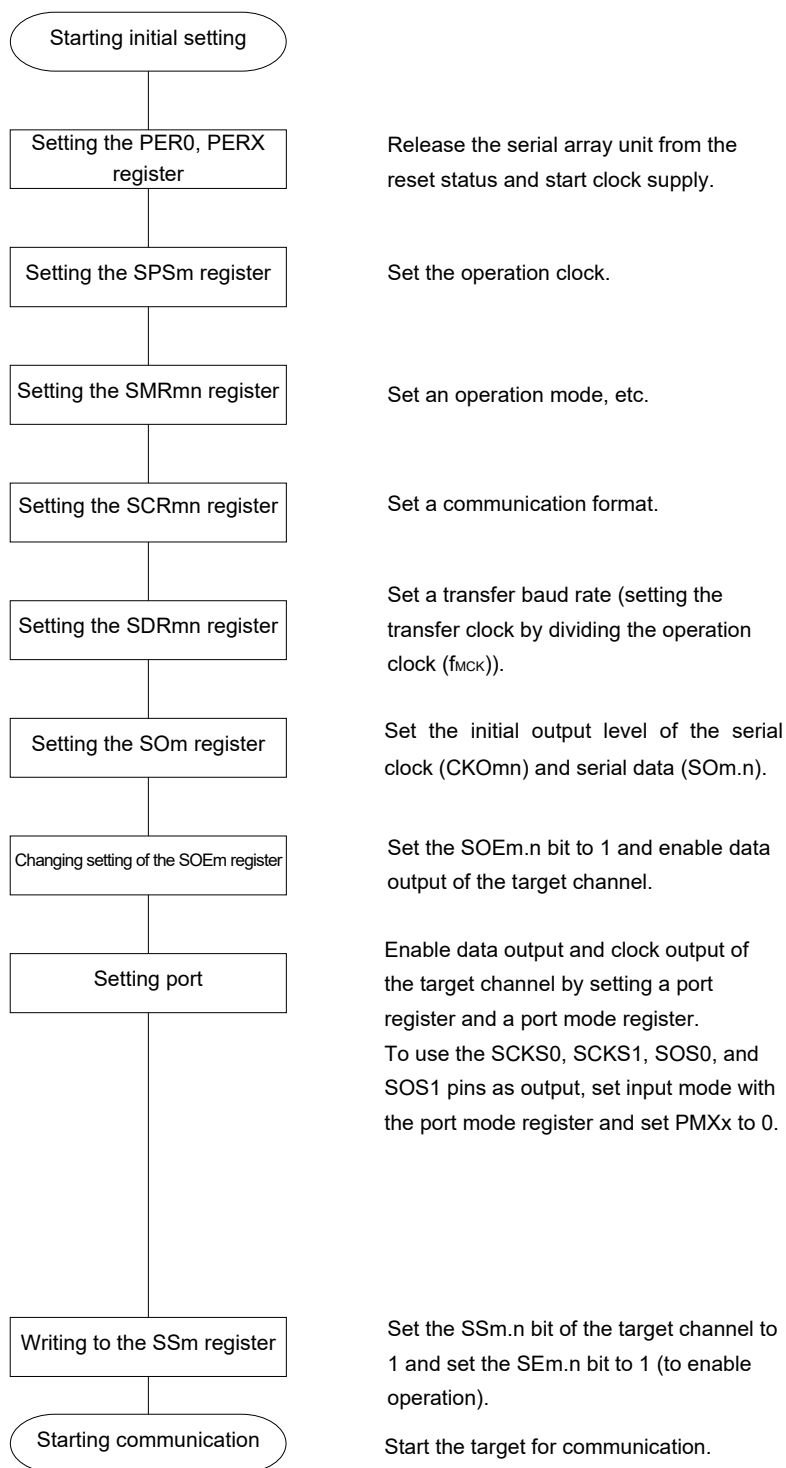 Starting initial setting
Setting the PER0, PERX
register
Release the serial array unit from the
reset status and start clock supply.
Setting the SPSm register
Set the operation clock.
Setting the SMRmn register
Set an operation mode, etc.
Setting the SCRmn register
Set a communication format.
Setting the SDRmn register
Set a transfer baud rate (setting the
transfer clock by dividing the operation
clock (fMCK)).
Setting the SOm register
Set the initial output level of the serial
clock (CKOmn) and serial data (SOm.n).
Changing setting of the SOEm register
Set the SOEm.n bit to 1 and enable data
output of the target channel.
Setting port
Enable data output and clock output of
the target channel by setting a port
register and a port mode register.
To use the SCKS0, SCKS1, SOS0, and
SOS1 pins as output, set input mode with
the port mode register and set PMXx to 0.
Writing to the SSm register
Set the SSm.n bit of the target channel to
1 and set the SEm.n bit to 1 (to enable
operation).
Starting communication
Start the target for communication.